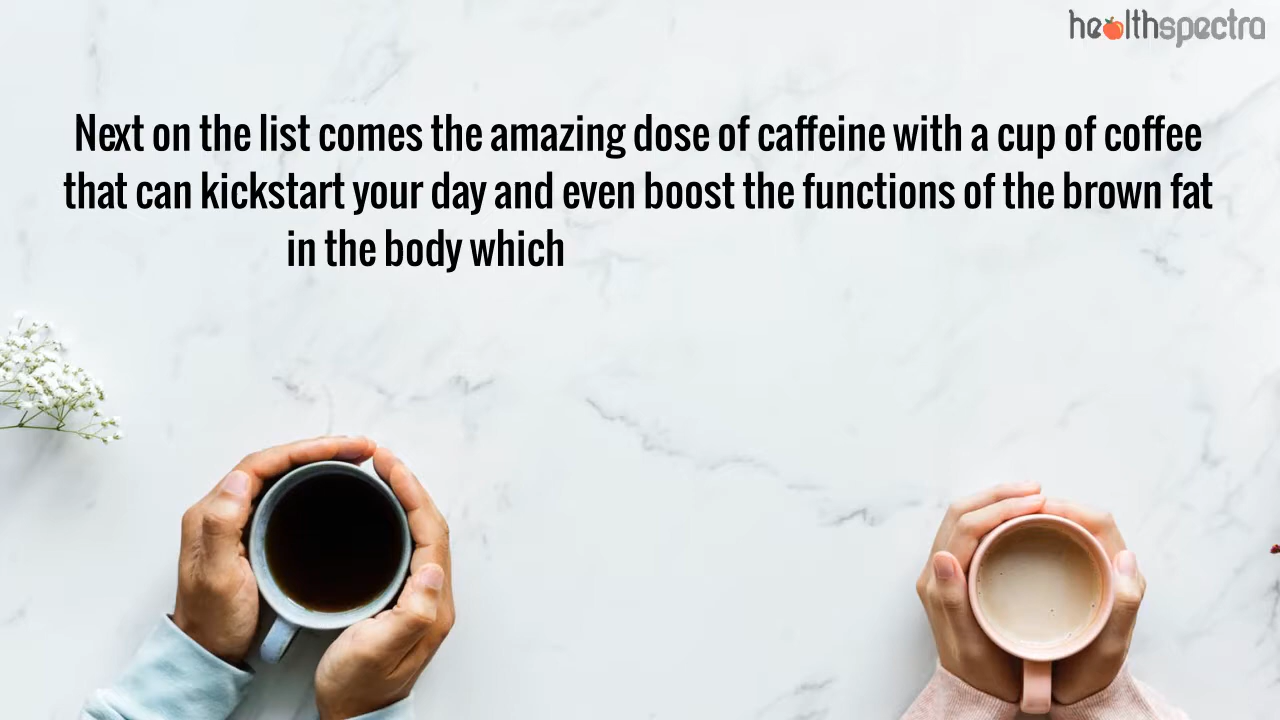 healthspectra
Next on the list comes the amazing dose of caffeine with a cup of coffee
that can kickstart your day and even boost the functions of the brown fat
in the body which